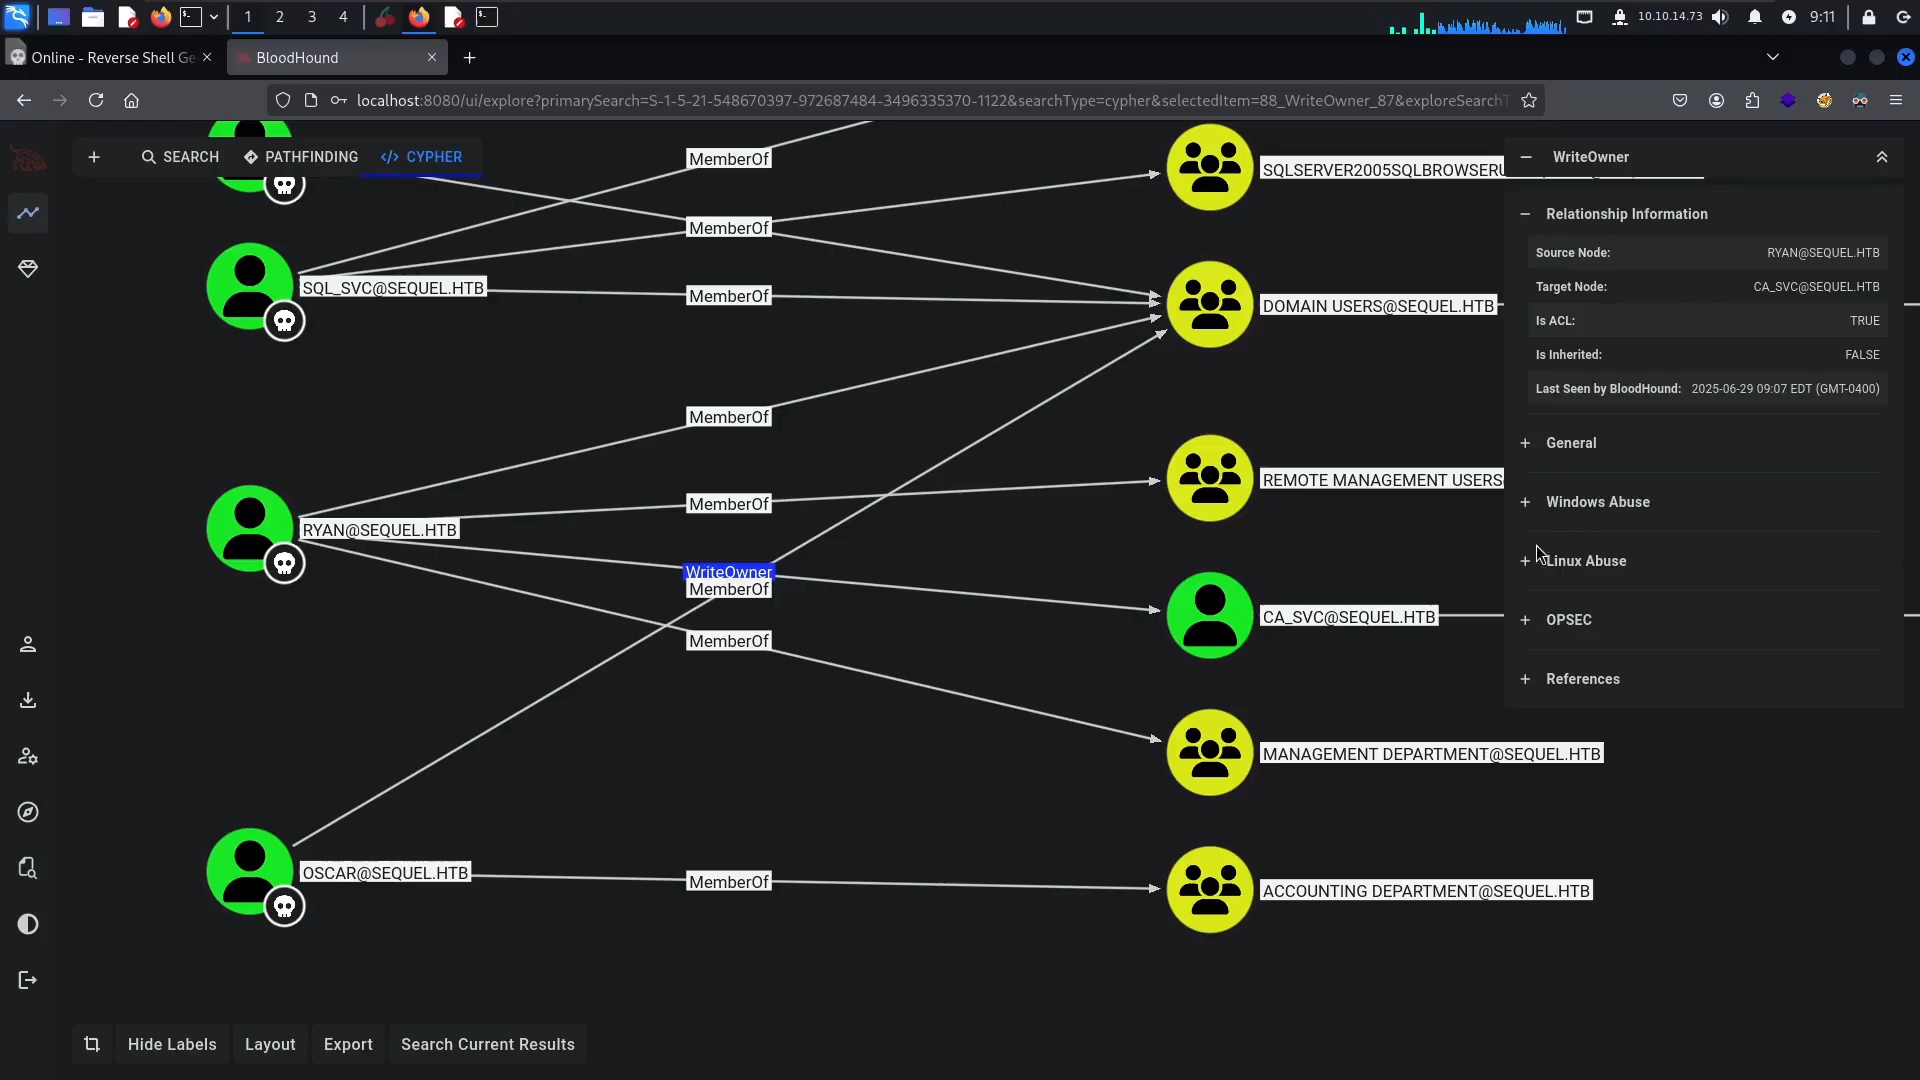 1 2 3 4 10.10.14.73 9:11
Online - Reverse Shell Ge
BloodHound
localhost:8080/ui/explore?primarySearch=S-1-5-21-548670397-972687484-3496335370-1122&searchType=cypher&selectedItem=88_WriteOwner_87&exploreSearchT
SEARCH PATHFINDING CYPHER
MemberOf
SQLSERVER2005SQLBROWSERU
MemberOf
SQL_SVC@SEQUEL.HTB
MemberOf
DOMAIN USERS@SEQUEL.HTB
MemberOf
REMOTE MANAGEMENT USERS
MemberOf
RYAN@SEQUEL.HTB
WriteOwner
MemberOf
CA_SVC@SEQUEL.HTB
MemberOf
MANAGEMENT DEPARTMENT@SEQUEL.HTB
OSCAR@SEQUEL.HTB
MemberOf
ACCOUNTING DEPARTMENT@SEQUEL.HTB
WriteOwner
Relationship Information
Source Node: RYAN@SEQUEL.HTB
Target Node: CA_SVC@SEQUEL.HTB
Is ACL: TRUE
Is Inherited: FALSE
Last Seen by BloodHound: 2025-06-29 09:07 EDT (GMT-0400)
General
Windows Abuse
Linux Abuse
OPSEC
References
Hide Labels Layout Export Search Current Results